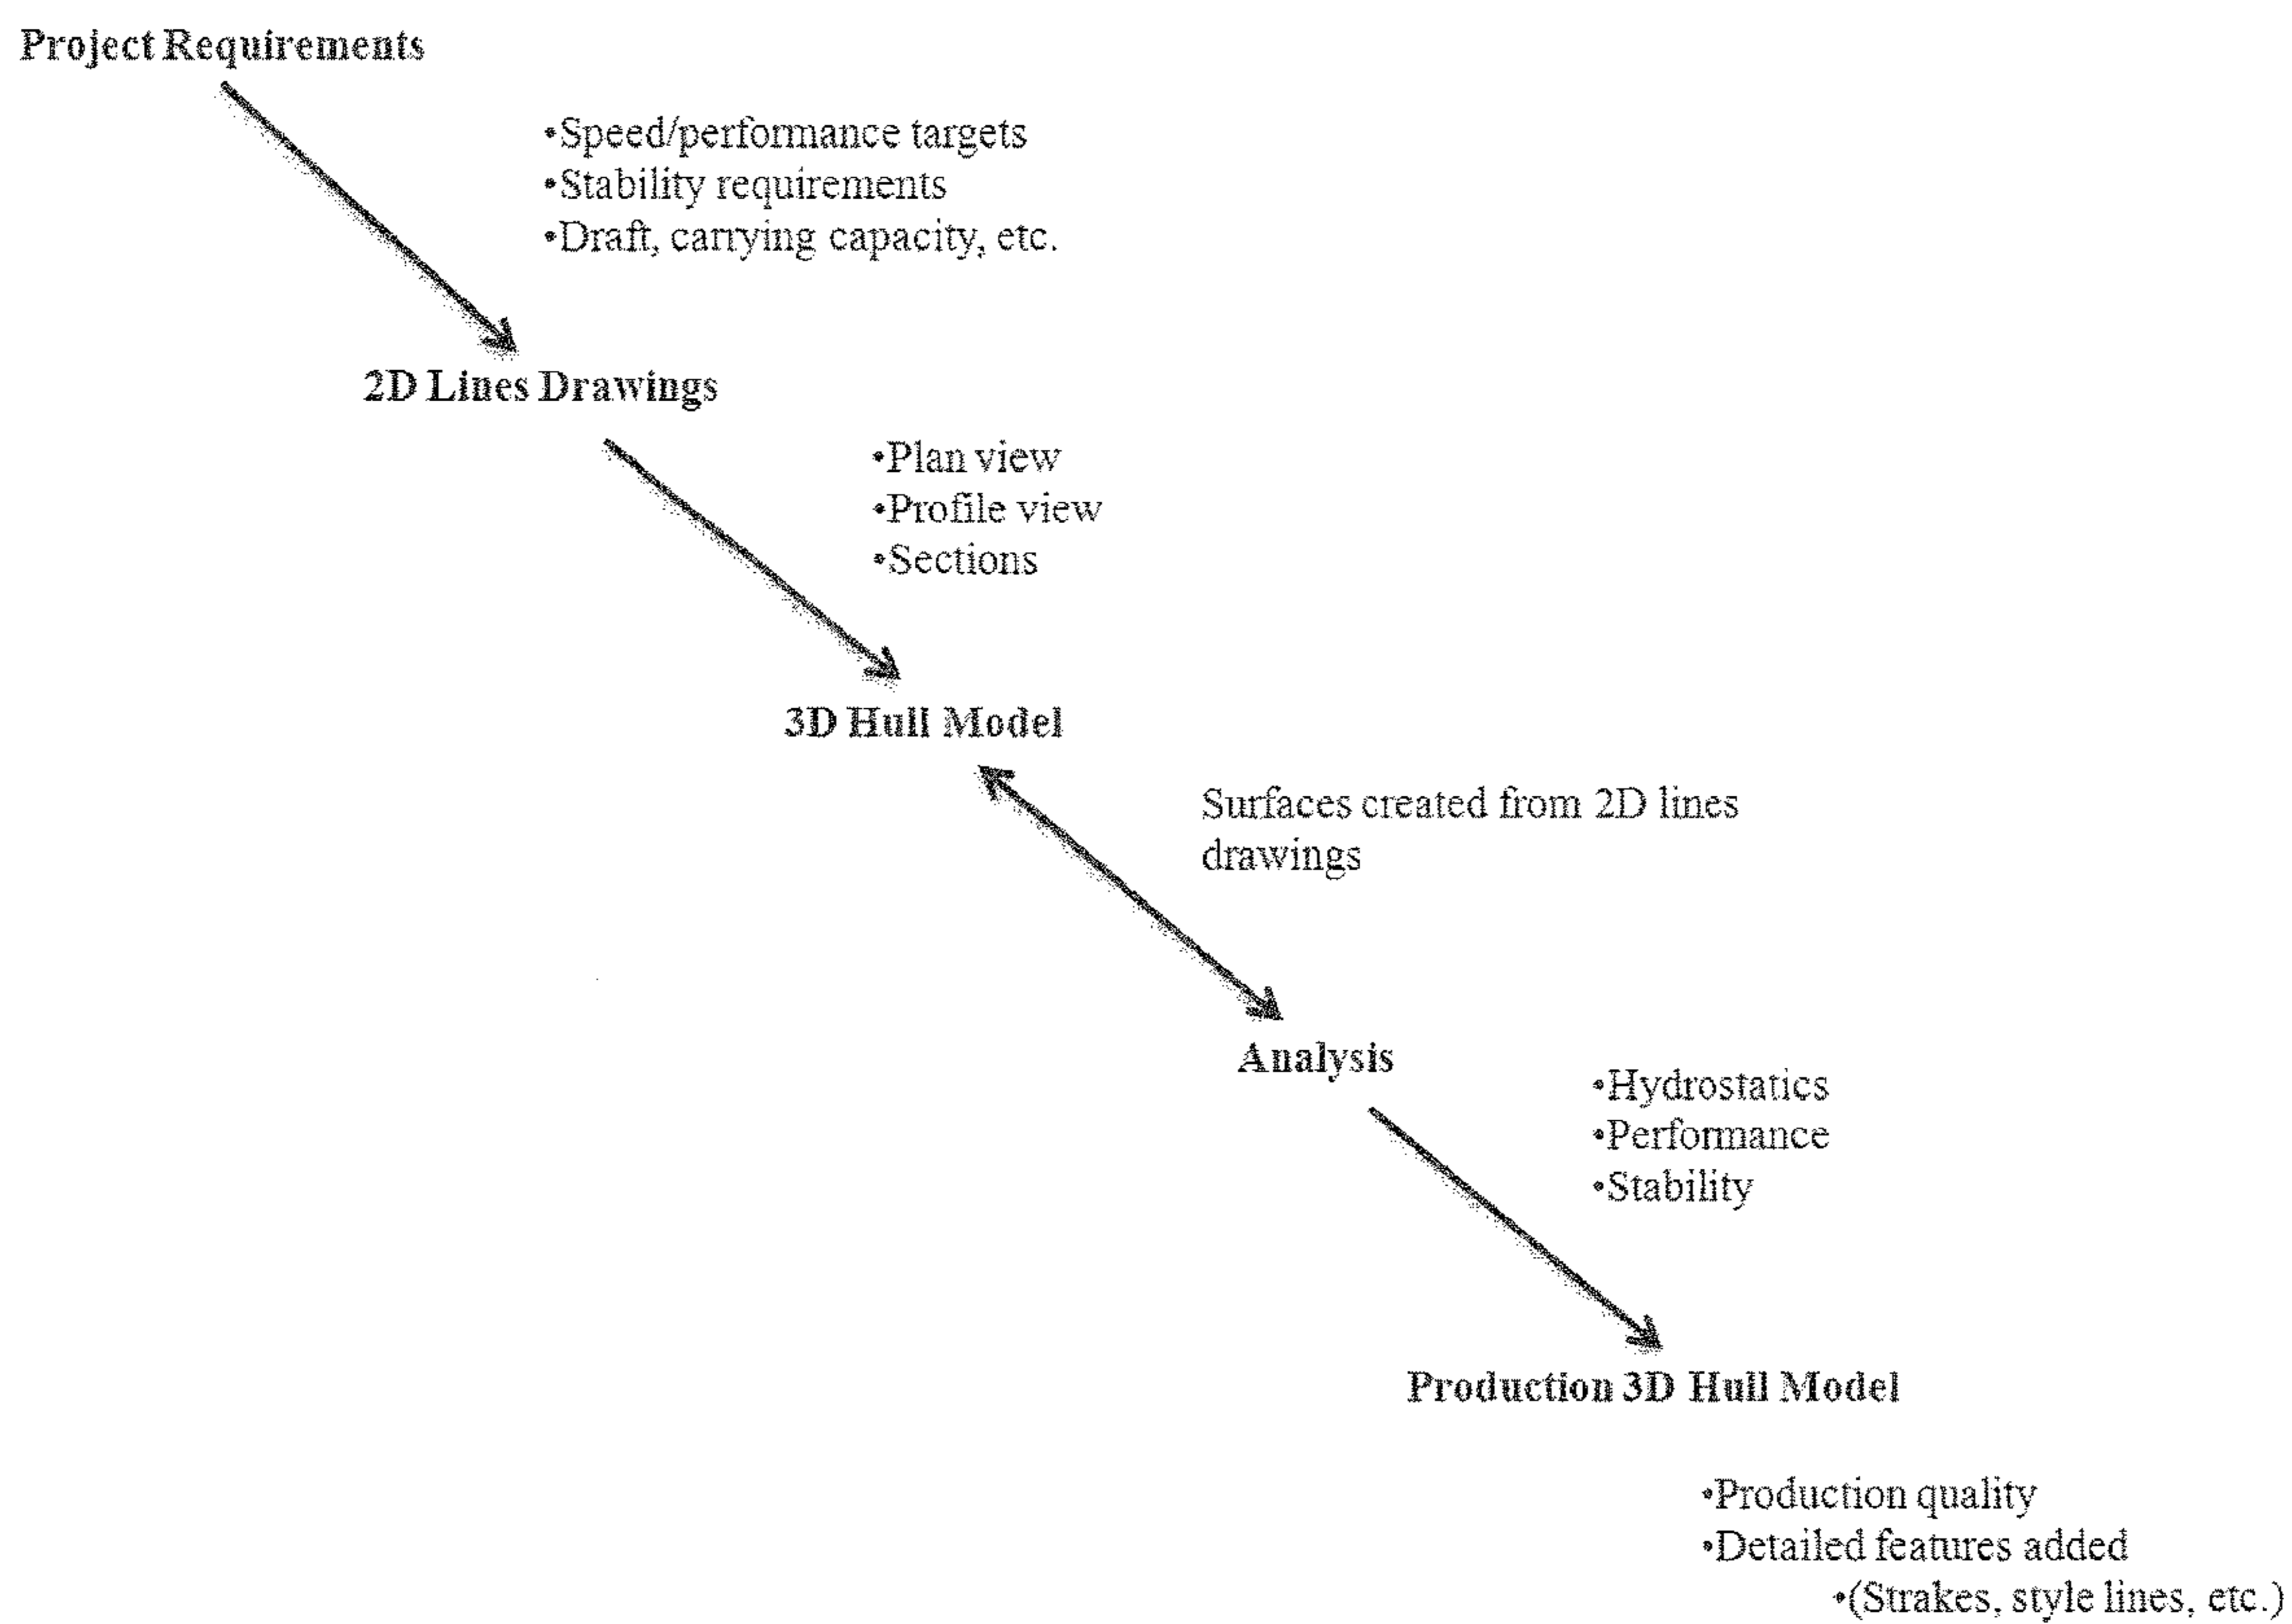 Project Requirements
•Speed/performance targets
•Stability requirements
•Draft, carrying capacity, etc.
2D Lines Drawings
•Plan view
•Profile view
•Sections
3D Hull Model
Surfaces created from 2D lines
drawings
Analysis
•Hydrostatics
•Performance
•Stability
Production 3D Hull Model
•Production quality
•Detailed features added
•(Strakes, style lines, etc.)